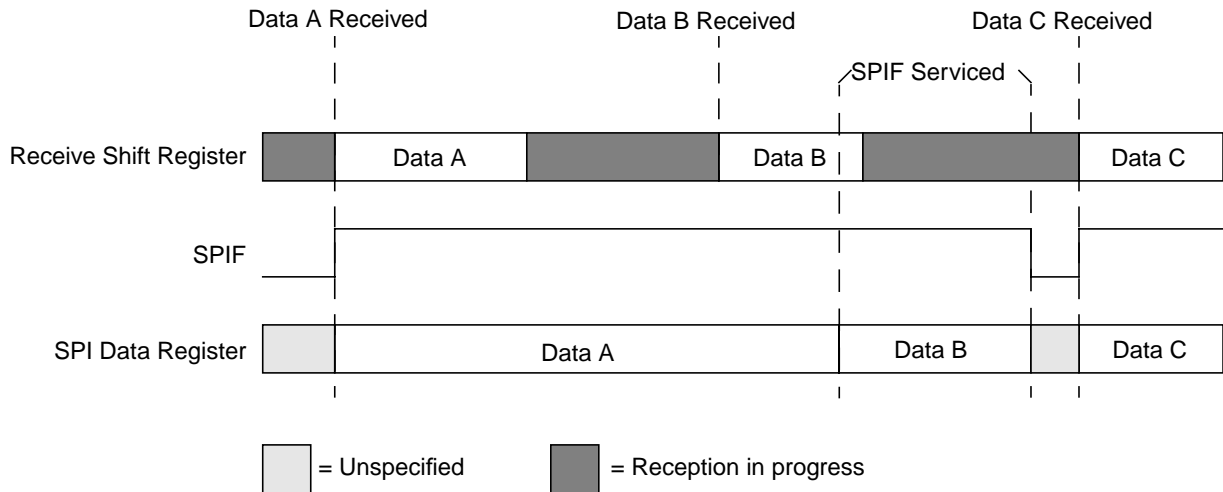 Data A Received
Data B Received
Data C Received
SPIF Serviced
Receive Shift Register
Data A
Data B
Data C
SPIF
SPI Data Register
Data A
Data B
Data C
= Unspecified
= Reception in progress